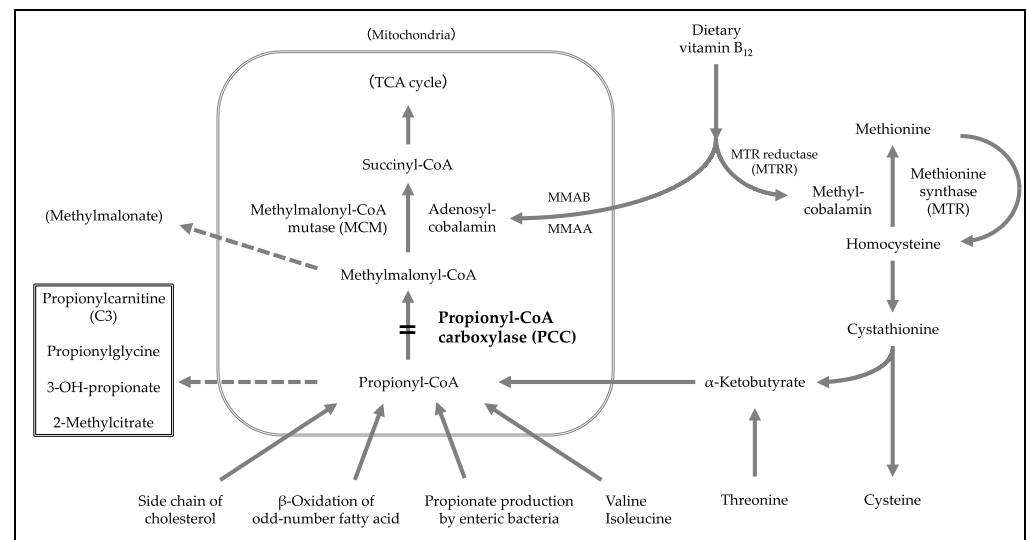 (Mitochondria)
Dietary
vitamin B12
(TCA cycle)
Methionine
MTR reductase
(MTRR)
Succinyl-CoA
Methionine
synthase
(MTR)
Methyl-
cobalamin
MMAB
MMAA
(Methylmalonate)
Methylmalonyl-CoA
mutase (MCM)
Adenosyl-
cobalamin
Homocysteine
Methylmalonyl-CoA
Propionylcarnitine
(C3)
Propionylglycine
3-OH-propionate
2-Methylcitrate
Propionyl-CoA
carboxylase (PCC)
Cystathionine
Propionyl-CoA
α-Ketobutyrate
Side chain of
cholesterol
β-Oxidation of
odd-number fatty acid
Propionate production
by enteric bacteria
Valine
Isoleucine
Threonine
Cysteine